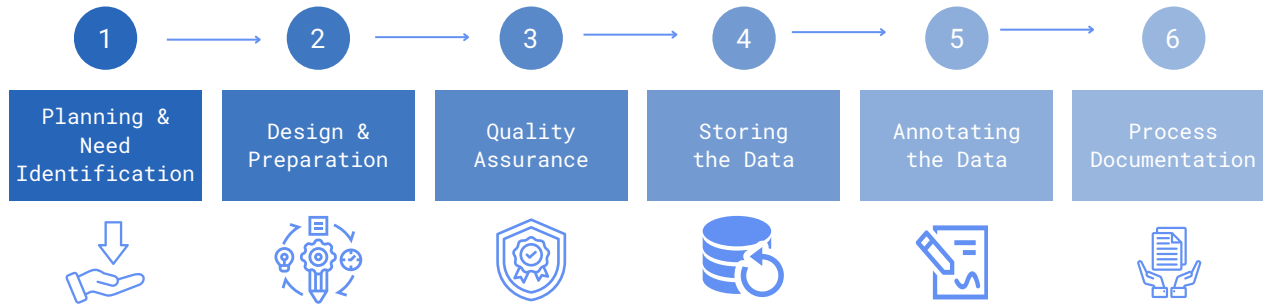 1
2
3
4
5
6
Planning &
Need
Identification
Design &
Preparation
Quality
Assurance
Storing
the Data
Annotating
the Data
Process
Documentation